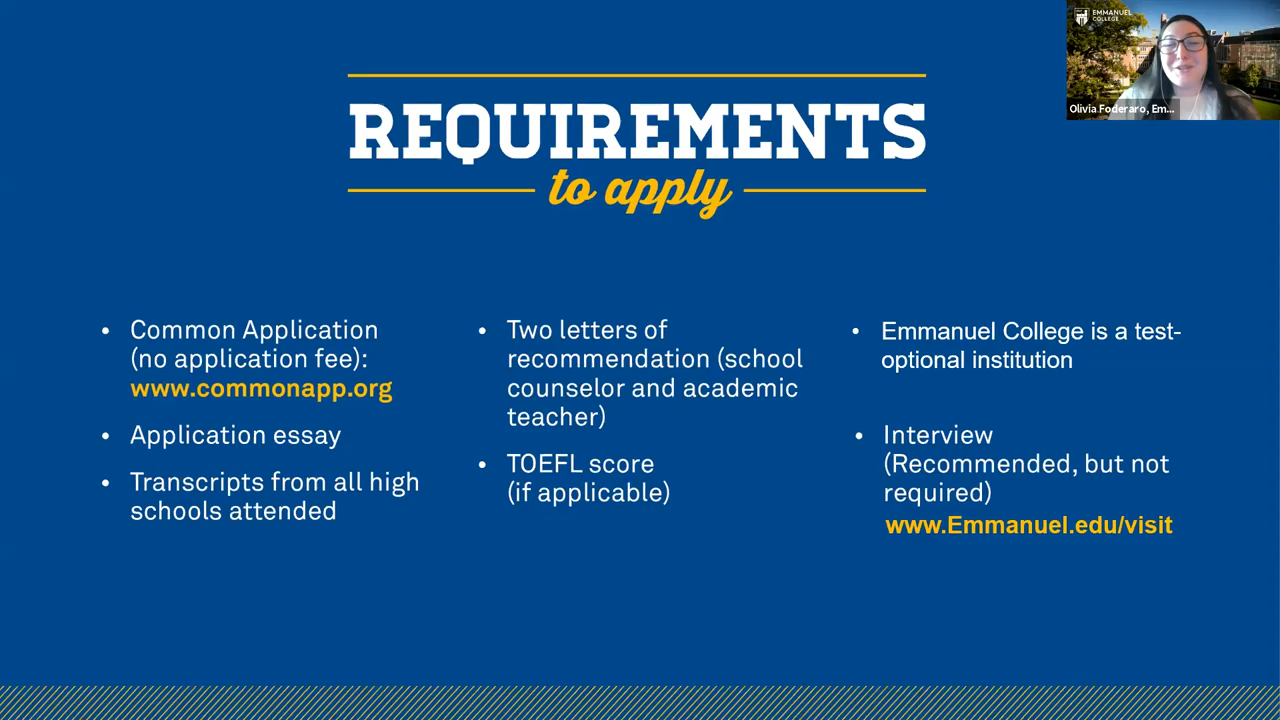 REQUIREMENTS
to apply
EMMANUEL
COLLEGE
Olivia Foderaro, Em...
• Common Application
(no application fee):
www.commonapp.org
• Application essay
• Transcripts from all high
schools attended
• Two letters of
recommendation (school
counselor and academic
teacher)
• TOEFL score
(if applicable)
• Emmanuel College is a test-
optional institution
• Interview
(Recommended, but not
required)
www.Emmanuel.edu/visit